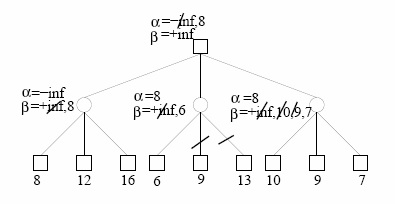 α=-inf,8
β=+inf
α=-inf
β=+inf,8
α=8
β=+inf,6
α=8
β=+inf,10,9,7
8 12 16 6 9 13 10 9 7